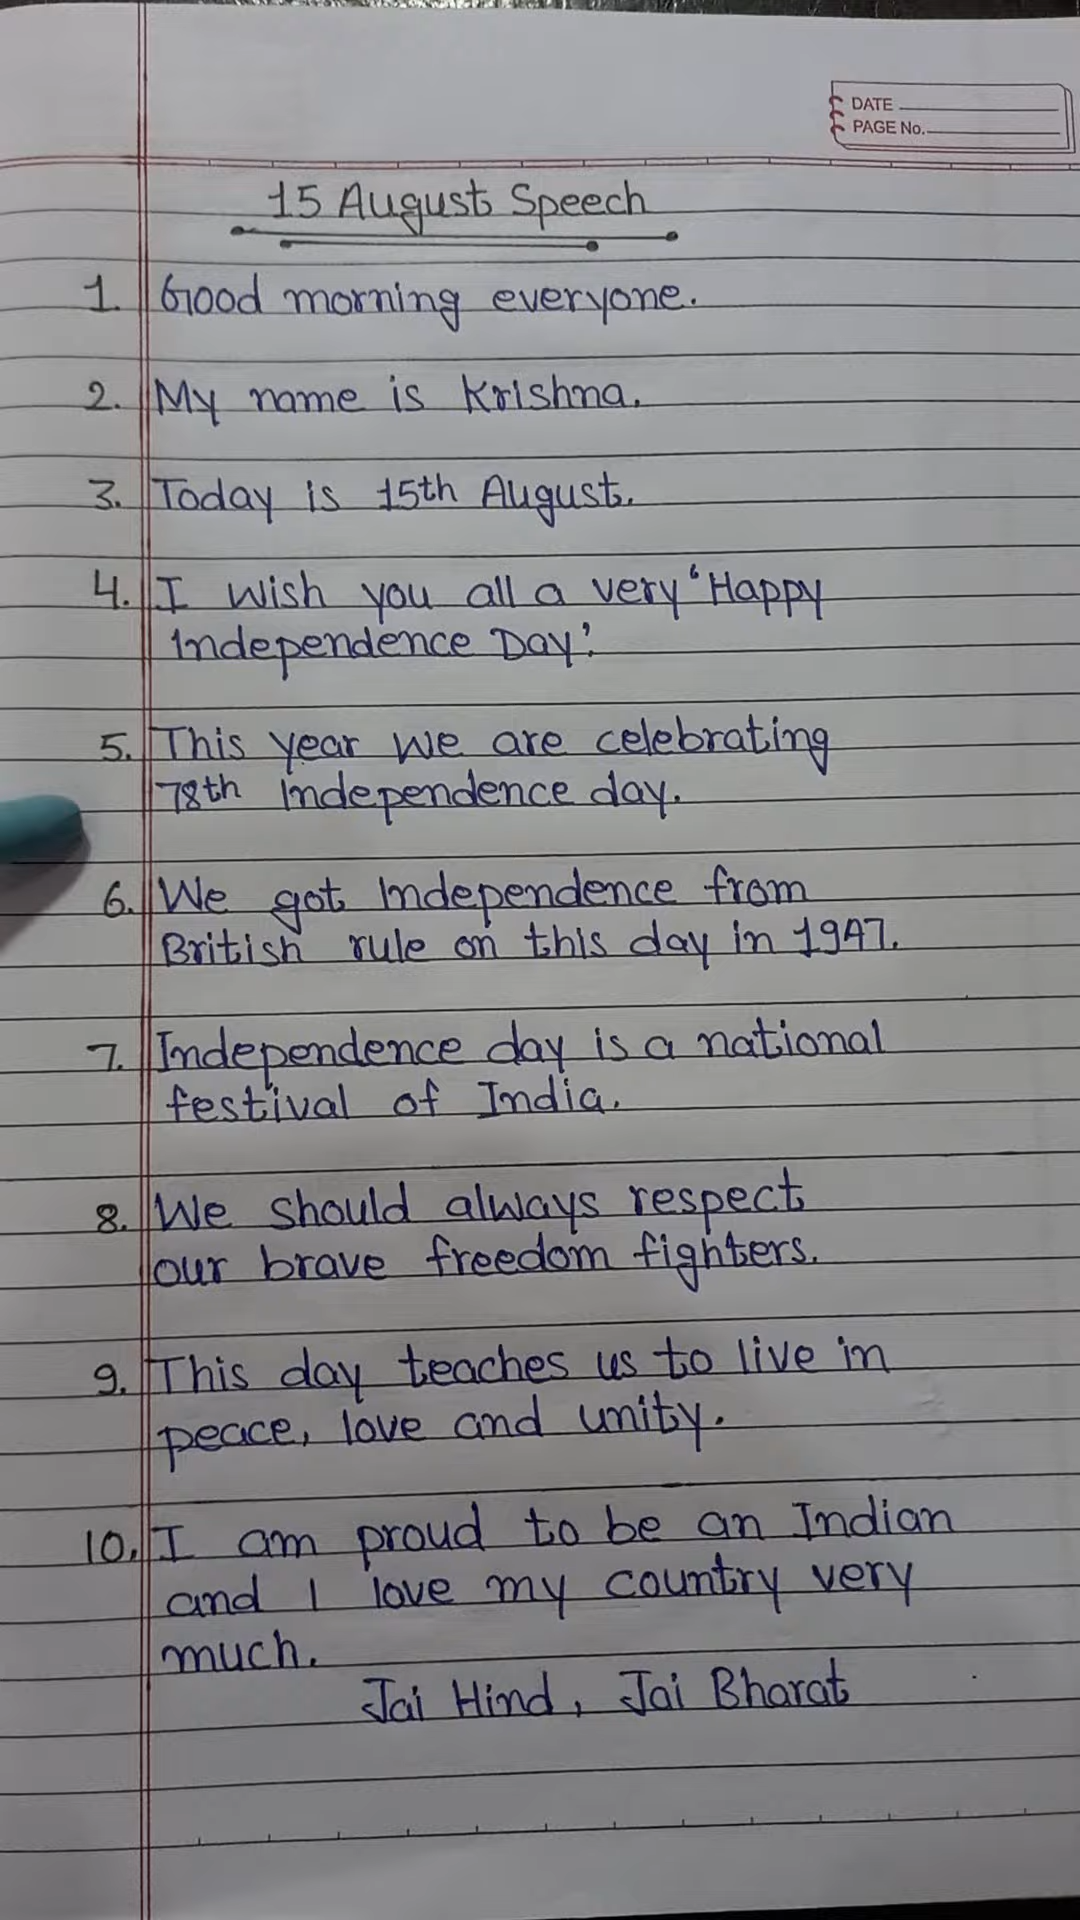 DATE
PAGE No.
15 August Speech
1. Good morning everyone.
2. My name is Krishna.
3. Today is 15th August.
4. I wish you all a very 'Happy
Independence Day'.
5. This year we are celebrating
78th Independence day.
6. We got Independence from
British rule on this day in 1947.
7. Independence day is a national
festival of India.
8. We should always respect
our brave freedom fighters.
9. This day teaches us to live in
peace, love and unity.
10. I am proud to be an Indian
and I love my country very
much.
Jai Hind, Jai Bharat